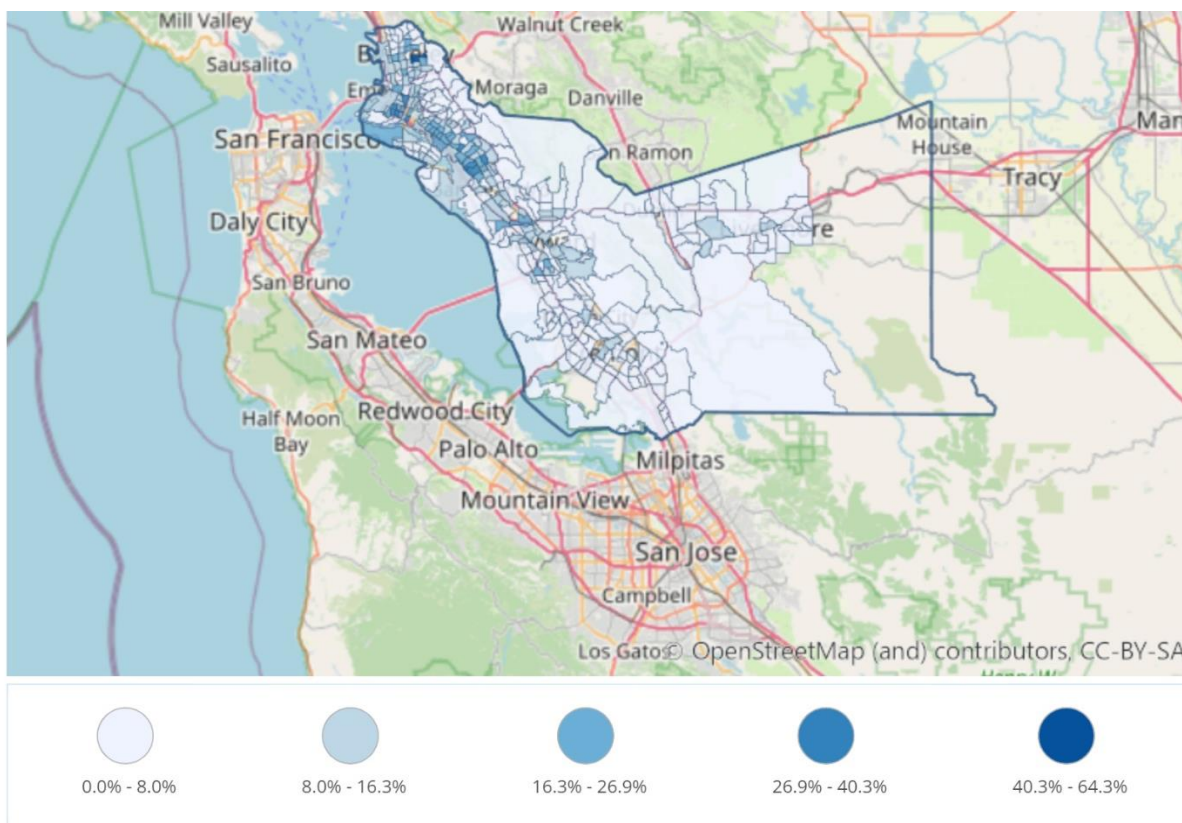 Mill Valley
Walnut Creek
Sausalito
Moraga
Danville
San Francisco
n Ramon
Mountain
House
Man
Tracy
Daly City
re
San Bruno
San Mateo
Half Moon
Bay
Redwood City
Palo Alto
Milpitas
Mountain View
San Jose
Campbell
Los Gatos
© OpenStreetMap (and) contributors, CC-BY-SA
0.0% - 8.0%
8.0% - 16.3%
16.3% - 26.9%
26.9% - 40.3%
40.3% - 64.3%